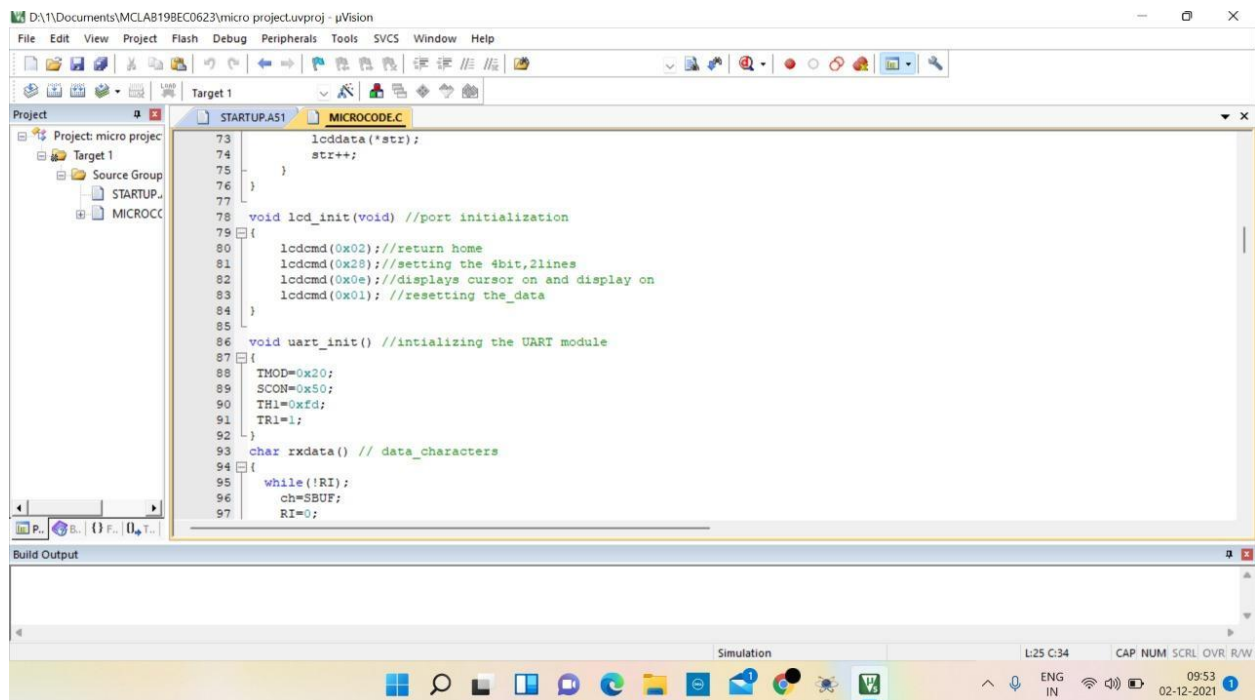 D:\1\Documents\MCLAB19BEC0623\micro project.uvproj - µVision
File Edit View Project Flash Debug Peripherals Tools SVCS Window Help
LOAD Target 1
Project
STARTUP.A51 MICROCODE.C
Project: micro projec
Target 1
Source Group
STARTUP.
MICROCC
73 lcddata(*str);
74 str++;
75 }
76 }
77
78 void lcd_init(void) //port initialization
79 {
80 lcdcmd(0x02);//return home
81 lcdcmd(0x28);//setting the 4bit,2lines
82 lcdcmd(0x0e);//displays cursor on and display on
83 lcdcmd(0x01); //resetting the_data
84 }
85
86 void uart_init() //intializing the UART module
87 {
88 TMOD=0x20;
89 SCON=0x50;
90 TH1=0xfd;
91 TR1=1;
92 }
93 char rxdata() // data_characters
94 {
95 while(!RI);
96 ch=SBUF;
97 RI=0;
P.. B.. {} F.. 0 T..
Build Output
Simulation L:25 C:34 CAP NUM SCRL OVR R/W
ENG
IN
09:53
02-12-2021
1